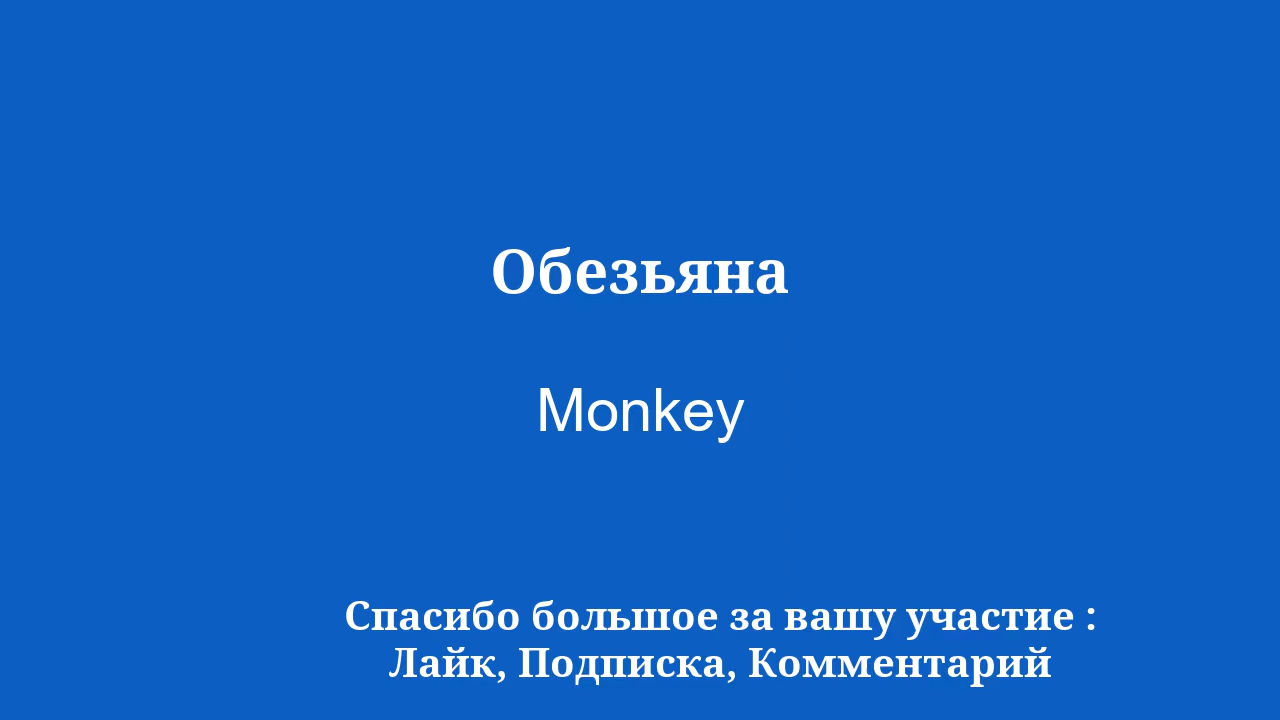 Обезьяна
Monkey
Спасибо большое за вашу участие :
Лайк, Подписка, Комментарий